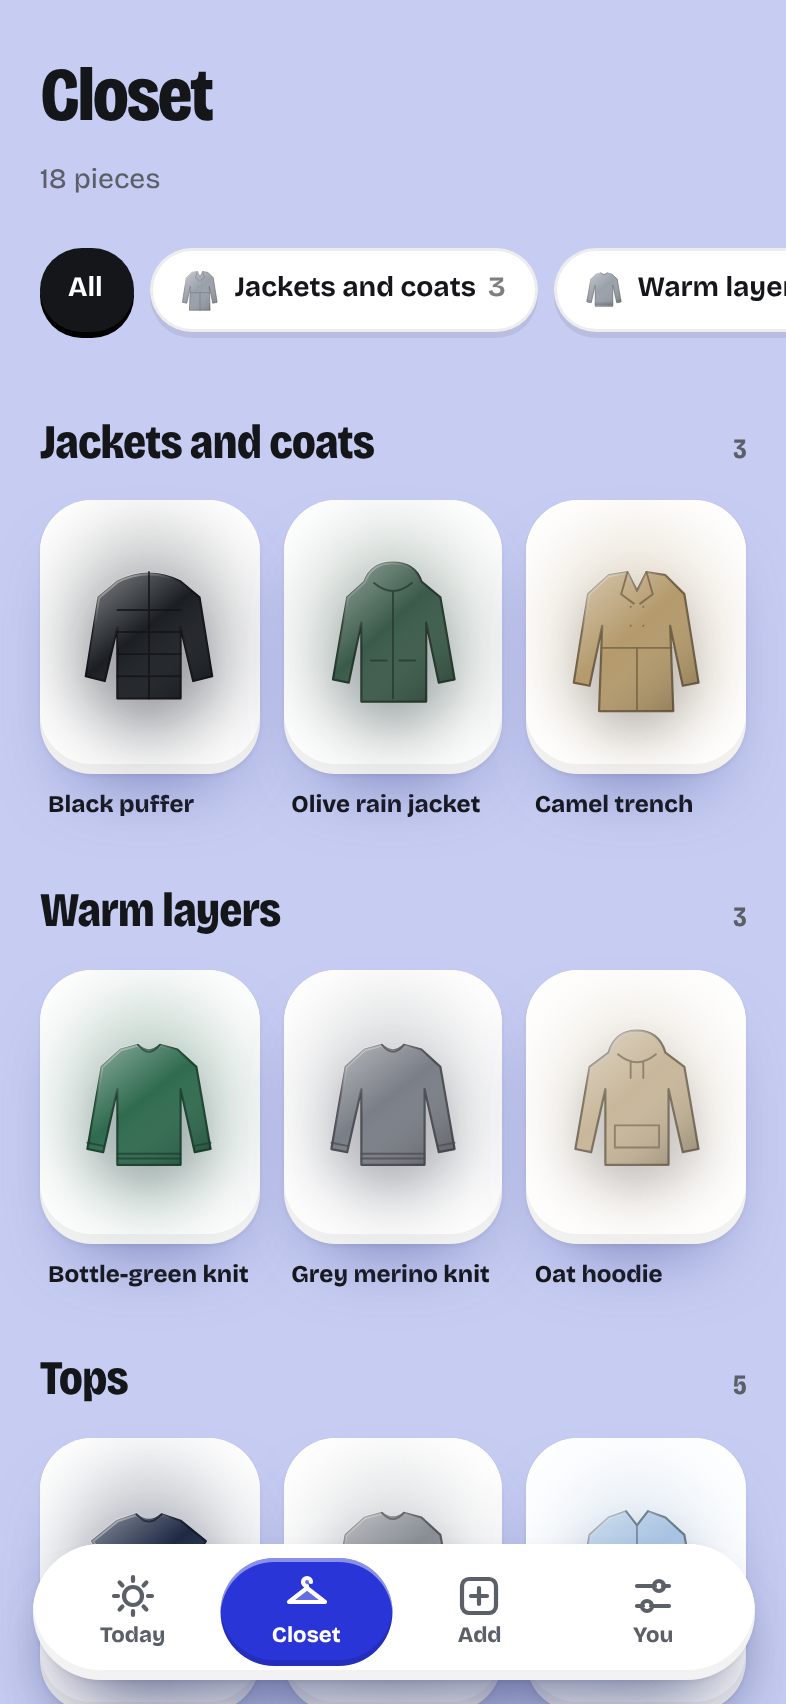 Closet
18 pieces
All
Jackets and coats 3
Warm layer
Jackets and coats
3
Black puffer
Olive rain jacket
Camel trench
Warm layers
3
Bottle-green knit
Grey merino knit
Oat hoodie
Tops
5
Today
Closet
Add
You